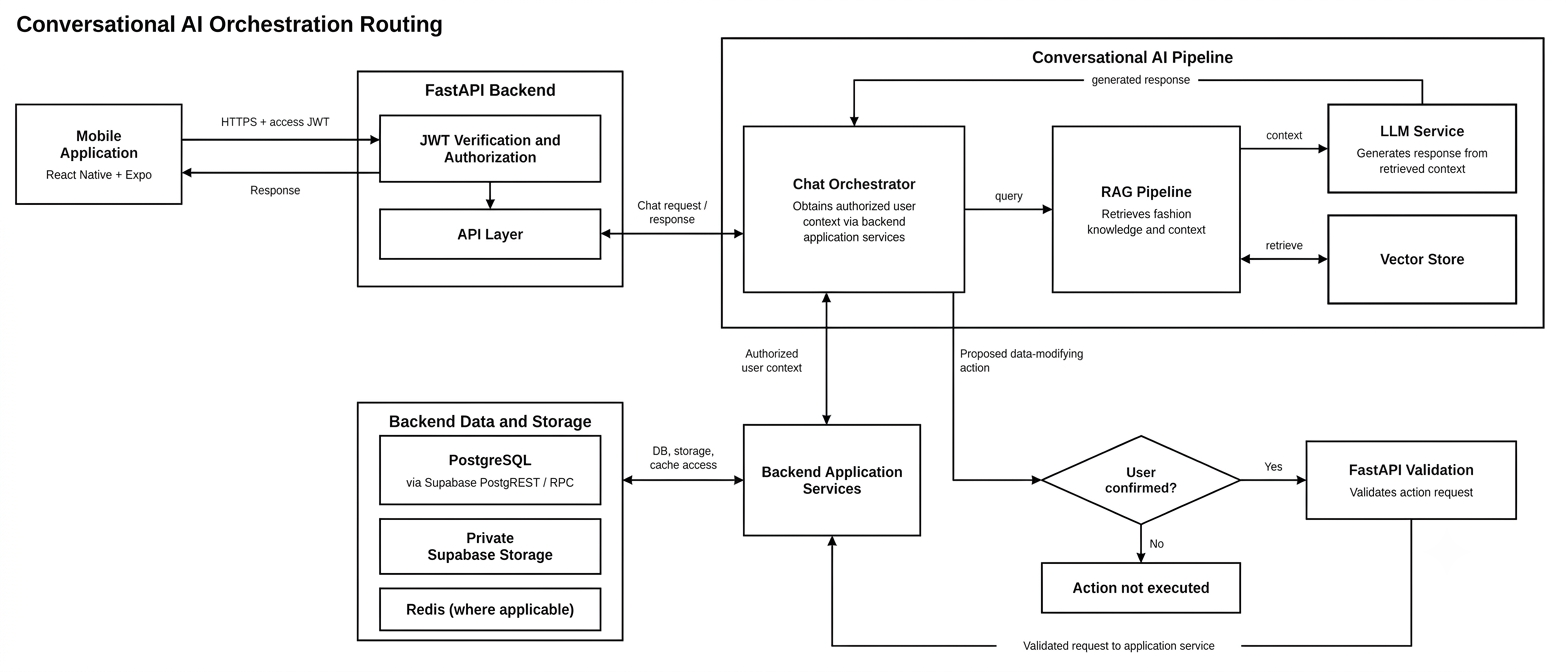 Conversational AI Orchestration Routing
Mobile
Application
React Native + Expo
HTTPS + access JWT
Response
FastAPI Backend
JWT Verification and
Authorization
API Layer
Chat request /
response
Conversational AI Pipeline
generated response
Chat Orchestrator
Obtains authorized user
context via backend
application services
query
RAG Pipeline
Retrieves fashion
knowledge and context
context
LLM Service
Generates response from
retrieved context
retrieve
Vector Store
Authorized
user context
Proposed data-modifying
action
Backend Data and Storage
PostgreSQL
via Supabase PostgREST / RPC
Private
Supabase Storage
Redis (where applicable)
DB, storage,
cache access
Backend Application
Services
User
confirmed?
Yes
FastAPI Validation
Validates action request
No
Action not executed
Validated request to application service